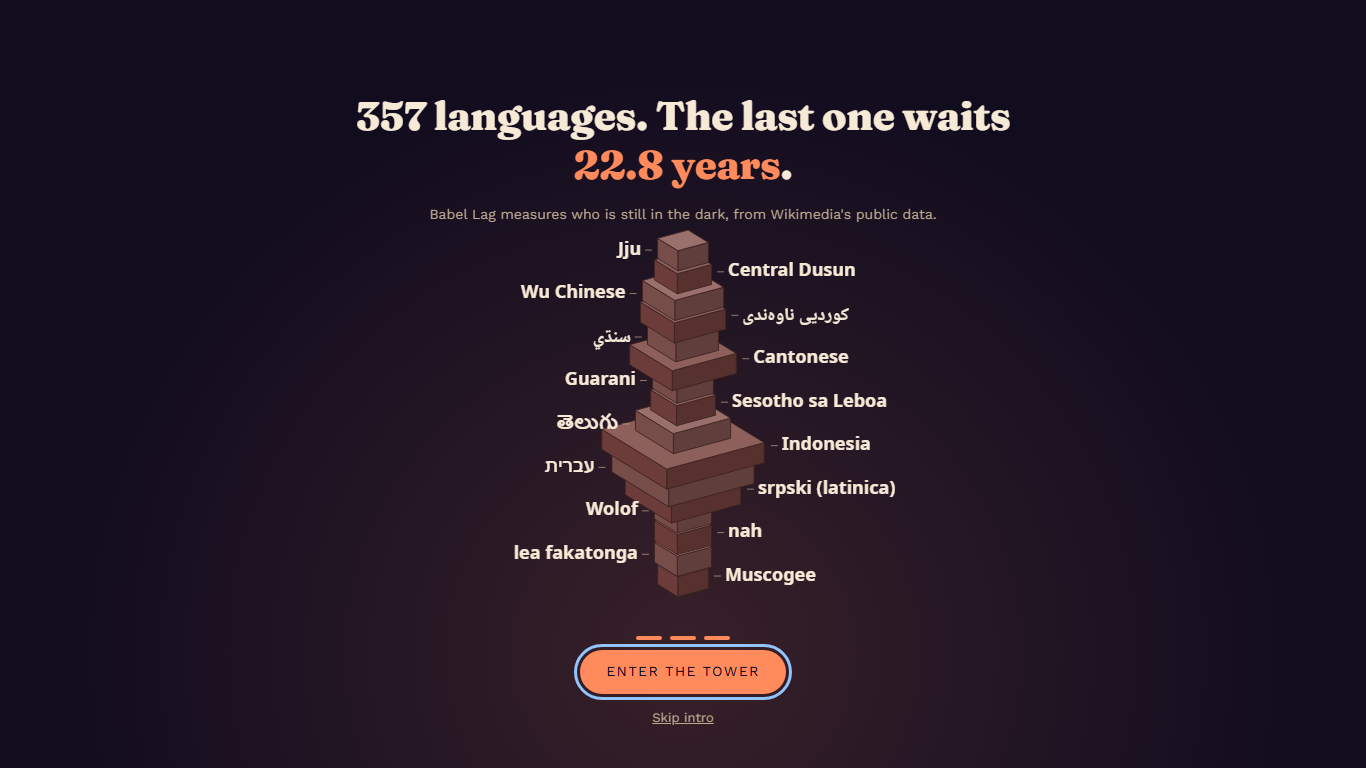 357 languages. The last one waits
22.8 years.
Babel Lag measures who is still in the dark, from Wikimedia's public data.
Jju
Central Dusun
Wu Chinese
کوردیی ناوەندی
سنڌي
Cantonese
Guarani
Sesotho sa Leboa
తెలుగు
Indonesia
עברית
srpski (latinica)
Wolof
nah
lea fakatonga
Muscogee
ENTER THE TOWER
Skip intro